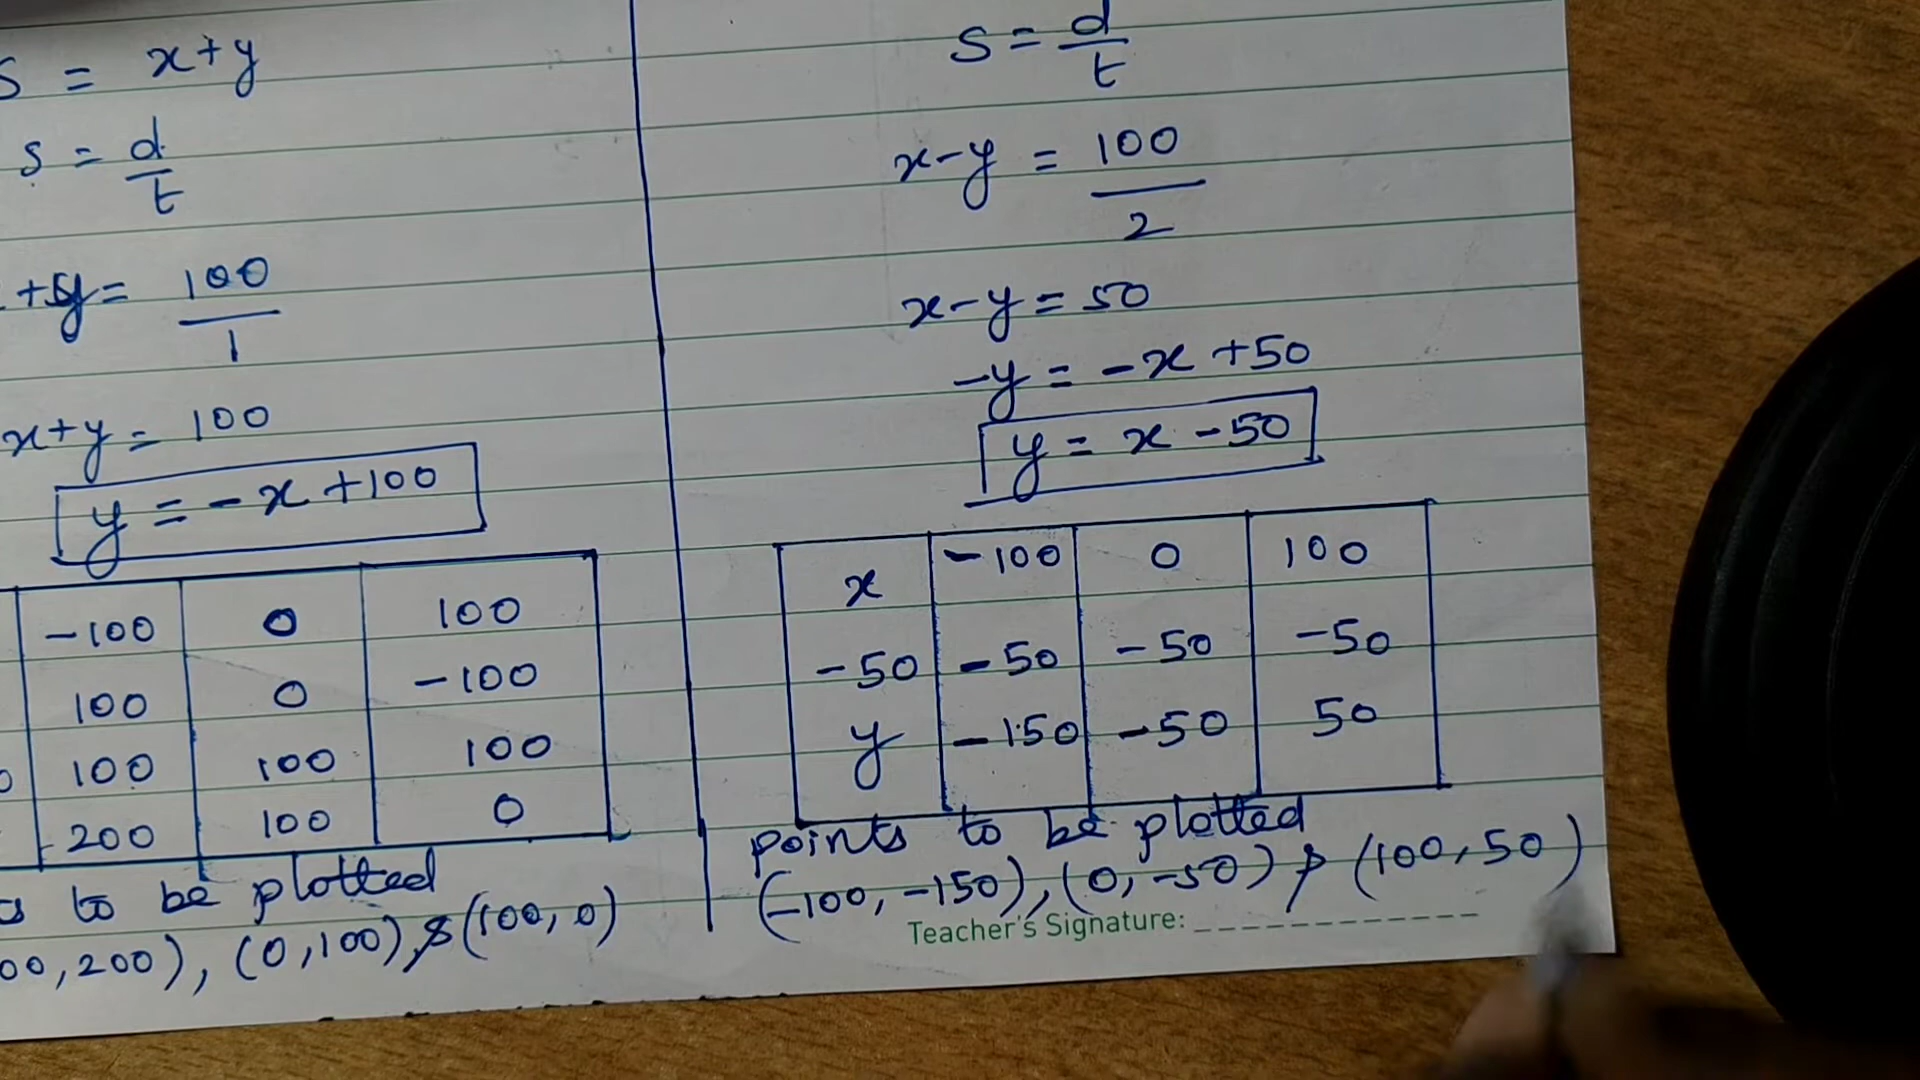 S = x+y
S = d/t
+y = 100/1
x+y = 100
y = -x +100
-100 0 100
100 0 -100
0 100 100 100
200 100 0
s to be plotted
00,200), (0,100), & (100,0)
S = d/t
x-y = 100/2
x-y = 50
-y = -x +50
y = x -50
x -100 0 100
-50 -50 -50 -50
y -150 -50 50
points to be plotted
(-100, -150), (0, -50) & (100, 50)
Teacher's Signature: ____________